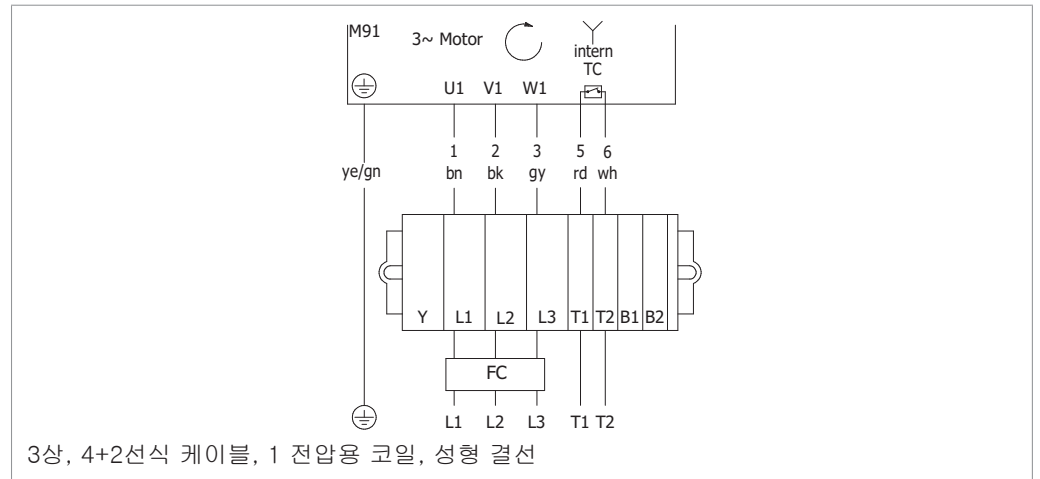 M91
3~ Motor
intern
TC
U1 V1 W1
1 2 3 5 6
ye/gn bn bk gy rd wh
Y L1 L2 L3 T1 T2 B1 B2
FC
L1 L2 L3 T1 T2
3상, 4+2선식 케이블, 1 전압용 코일, 성형 결선